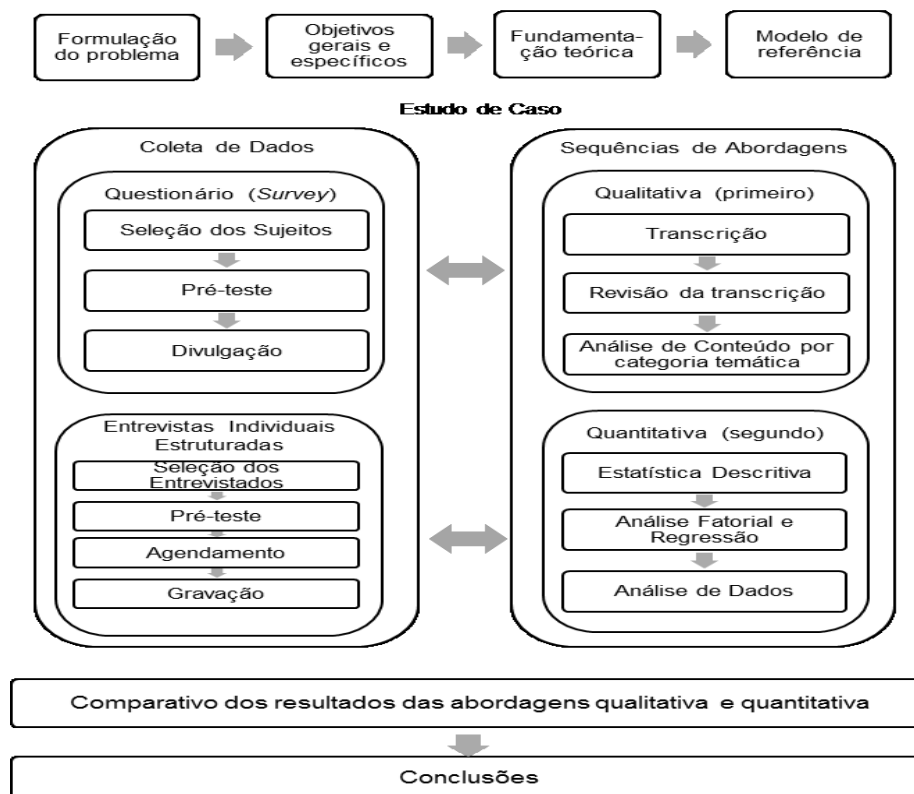 Formulação
do problema
Objetivos
gerais e
específicos
Fundamenta-
ção teórica
Modelo de
referência
Estudo de Caso
Coleta de Dados
Questionário (Survey)
Seleção dos Sujeitos
Pré-teste
Divulgação
Entrevistas Individuais
Estruturadas
Seleção dos
Entrevistados
Pré-teste
Agendamento
Gravação
Sequências de Abordagens
Qualitativa (primeiro)
Transcrição
Revisão da transcrição
Análise de Conteúdo por
categoria temática
Quantitativa (segundo)
Estatística Descritiva
Análise Fatorial e
Regressão
Análise de Dados
Comparativo dos resultados das abordagens qualitativa e quantitativa
Conclusões